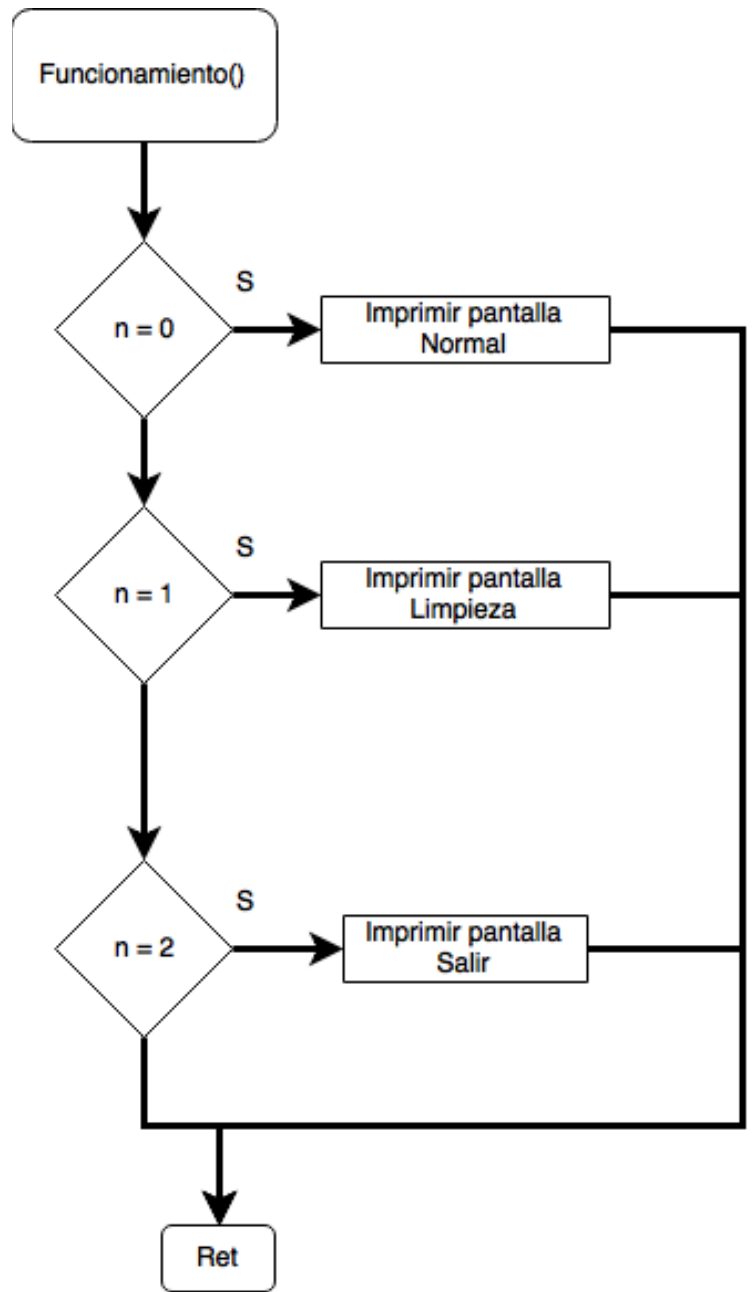 Funcionamiento()
S
n = 0
Imprimir pantalla
Normal
S
n = 1
Imprimir pantalla
Limpieza
S
n = 2
Imprimir pantalla
Salir
Ret